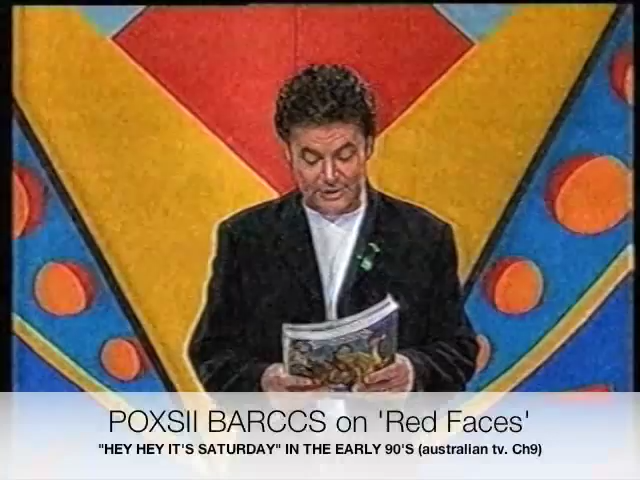 POXSII BARCCS on 'Red Faces'
"HEY HEY IT'S SATURDAY" IN THE EARLY 90'S (australian tv. Ch9)